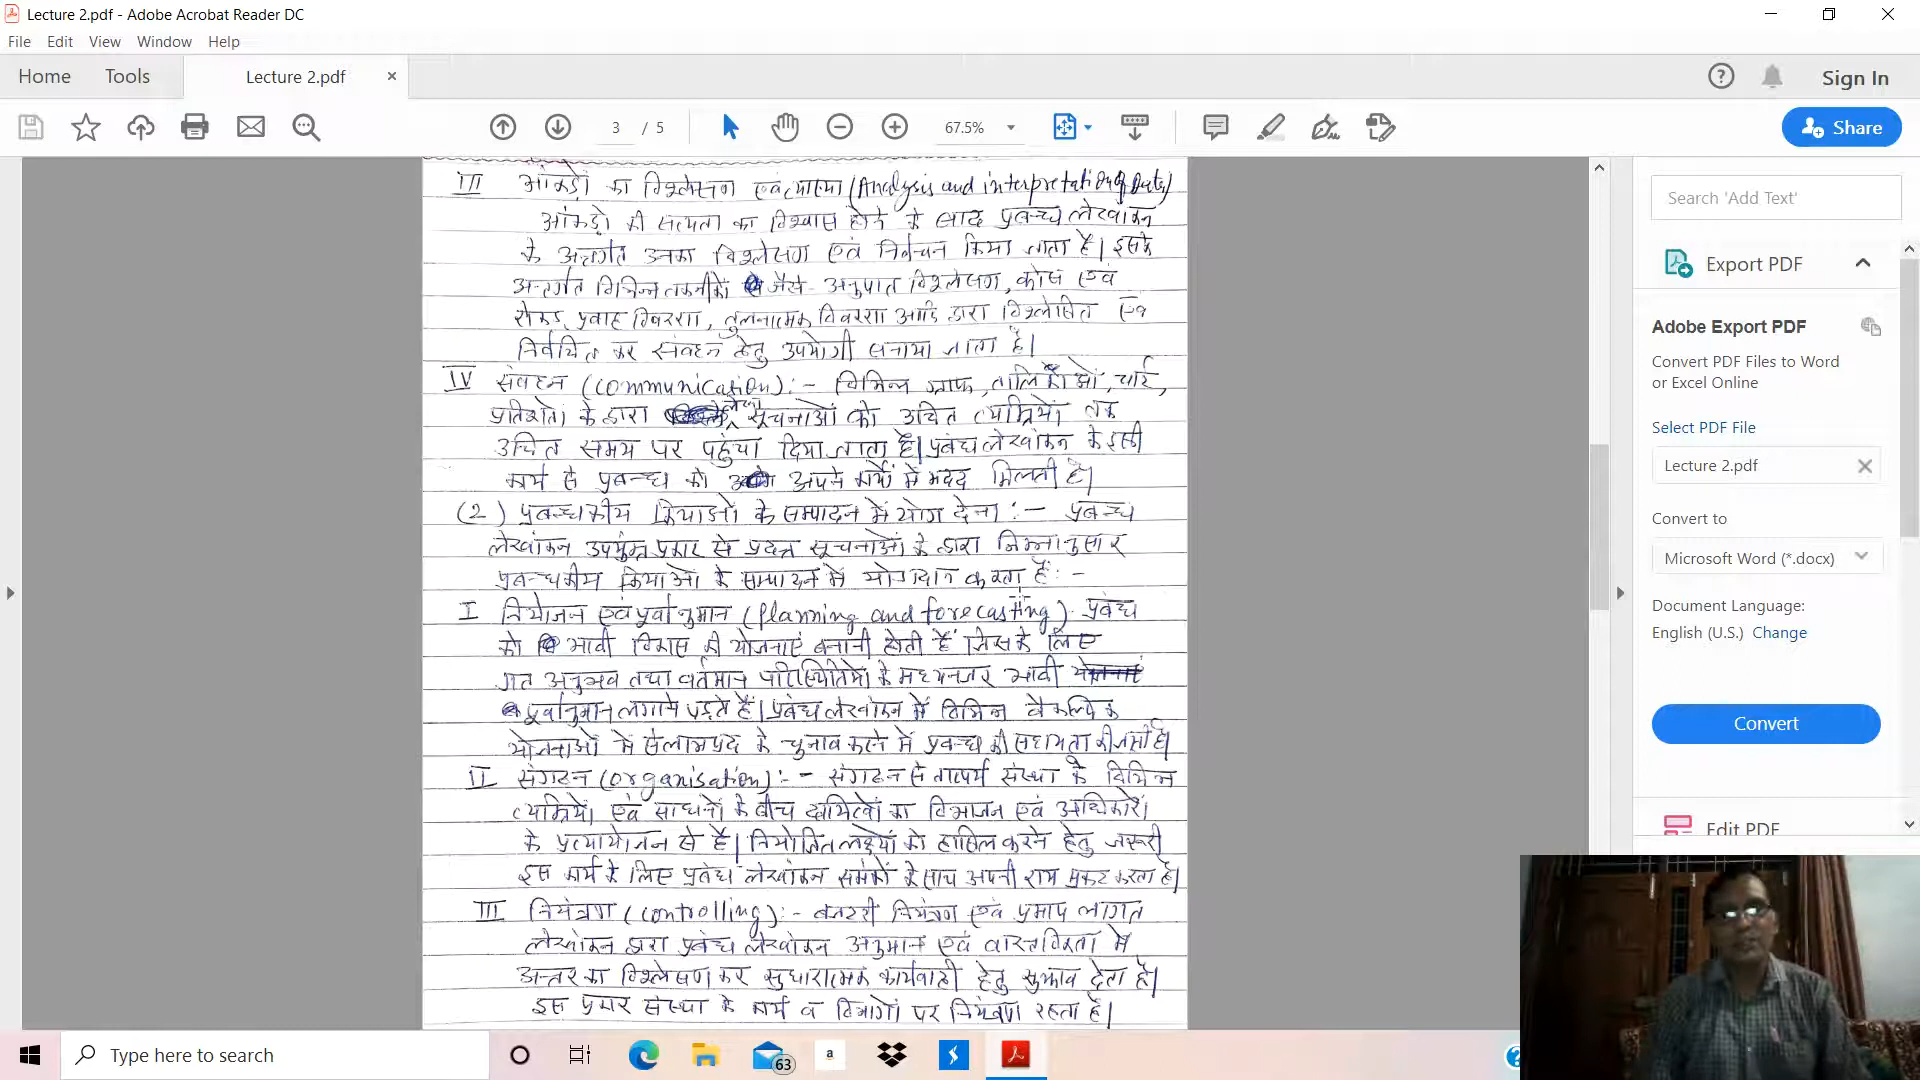 Lecture 2.pdf - Adobe Acrobat Reader DC
File Edit View Window Help
Home Tools Lecture 2.pdf × Sign In
3 / 5 67.5% Share
III आंकड़ों का विश्लेषण एवं व्याख्या (Analysis and interpretation of Data)
आंकड़ों की सत्यता का विश्वास होने के बाद प्रबन्ध लेखांकन
के अन्तर्गत उनका विश्लेषण एवं निर्वचन किया जाता है। इसके
अन्तर्गत विभिन्न तकनीकों जैसे- अनुपात विश्लेषण, कोष एवं
रोकड़ प्रवाह विवरण, तुलनात्मक विवरण आदि द्वारा विश्लेषित एवं
निर्वचित कर संवहन हेतु उपयोगी बनाया जाता है।
IV संवहन (Communication):- विभिन्न ग्राफ, तालिकाओं, चार्ट,
प्रतिशतों के द्वारा सूचनाओं को उचित व्यक्तियों तक
उचित समय पर पहुंचा दिया जाता है। प्रबंध लेखांकन के इसी
कार्य से प्रबन्ध को अपने कार्यों में मदद मिलती है।
(2) प्रबन्धकीय क्रियाओं के सम्पादन में योग देना:- प्रबन्ध
लेखांकन उपर्युक्त प्रकार से प्रदत्त सूचनाओं के द्वारा निम्नानुसार
प्रबन्धकीय क्रियाओं के सम्पादन में योगदान करता है:-
I नियोजन एवं पूर्वानुमान (planning and forecasting) प्रबंध
को भावी विकास की योजनाएं बनानी होती हैं जिसके लिए
गत अनुभव तथा वर्तमान परिस्थितियों के मध्यनजर भावी
पूर्वानुमान लगाने पड़ते हैं। प्रबंध लेखांकन में विभिन्न वैकल्पिक
योजनाओं में से लाभप्रद के चुनाव करने में प्रबन्ध की सहायता की जाती है।
II संगठन (organisation):- संगठन से तात्पर्य संस्था के विभिन्न
व्यक्तियों एवं साधनों के बीच दायित्वों का विभाजन एवं अधिकारों
के प्रत्यायोजन से है। नियोजित लक्ष्यों को हासिल करने हेतु जरूरी
इस कार्य के लिए प्रबंध लेखांकन समंकों के साथ अपनी राय प्रकट करता है।
III नियंत्रण (controlling):- बजटरी नियंत्रण एवं प्रमाप लागत
लेखांकन द्वारा प्रबंध लेखांकन अनुमान एवं वास्तविकता में
अन्तर का विश्लेषण कर सुधारात्मक कार्यवाही हेतु सुझाव देता है।
इस प्रकार संस्था के कार्य व विभागों पर नियंत्रण रहता है।
Search 'Add Text'
Export PDF
Adobe Export PDF
Convert PDF Files to Word
or Excel Online
Select PDF File
Lecture 2.pdf
Convert to
Microsoft Word (*.docx)
Document Language:
English (U.S.) Change
Convert
Edit PDF
Type here to search
63
a